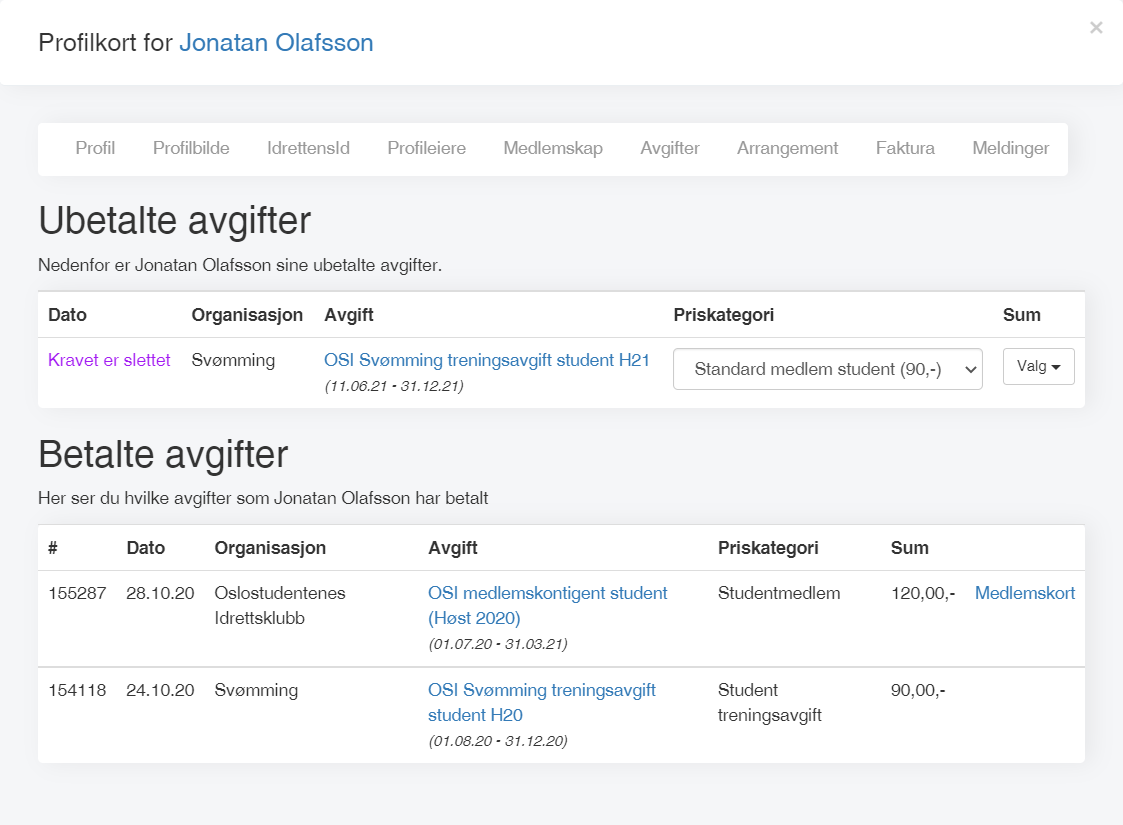 Profilkort for Jonatan Olafsson
×
Profil Profilbilde IdrettensId Profileiere Medlemskap Avgifter Arrangement Faktura Meldinger
Ubetalte avgifter
Nedenfor er Jonatan Olafsson sine ubetalte avgifter.
Dato Organisasjon Avgift Priskategori Sum
Kravet er slettet Svømming OSI Svømming treningsavgift student H21 Standard medlem student (90,-) Valg
(11.06.21 - 31.12.21)
Betalte avgifter
Her ser du hvilke avgifter som Jonatan Olafsson har betalt
# Dato Organisasjon Avgift Priskategori Sum
155287 28.10.20 Oslostudentenes OSI medlemskontigent student Studentmedlem 120,00,- Medlemskort
Idrettsklubb (Høst 2020)
(01.07.20 - 31.03.21)
154118 24.10.20 Svømming OSI Svømming treningsavgift Student 90,00,-
student H20 treningsavgift
(01.08.20 - 31.12.20)